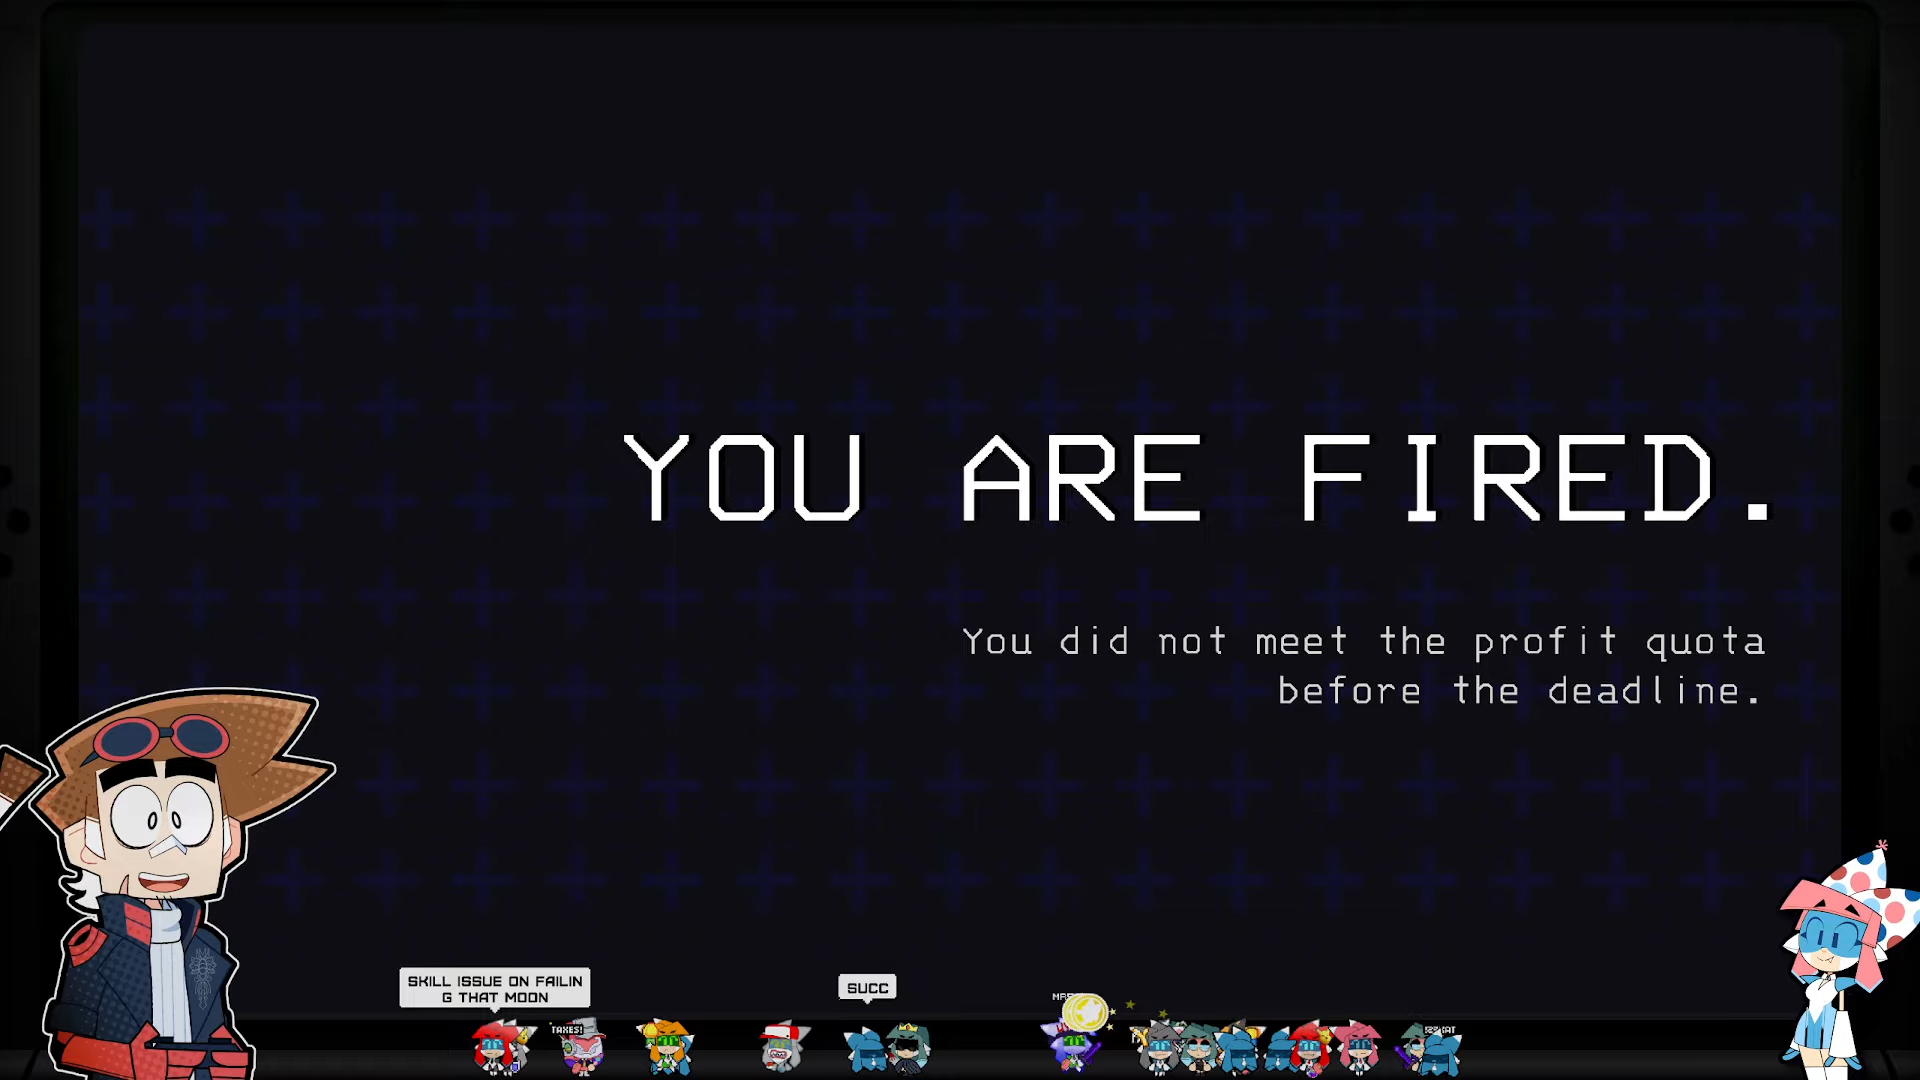 YOU ARE FIRED.
You did not meet the profit quota
before the deadline.
SKILL ISSUE ON FAILIN
G THAT MOON
SUCC
TAXES!